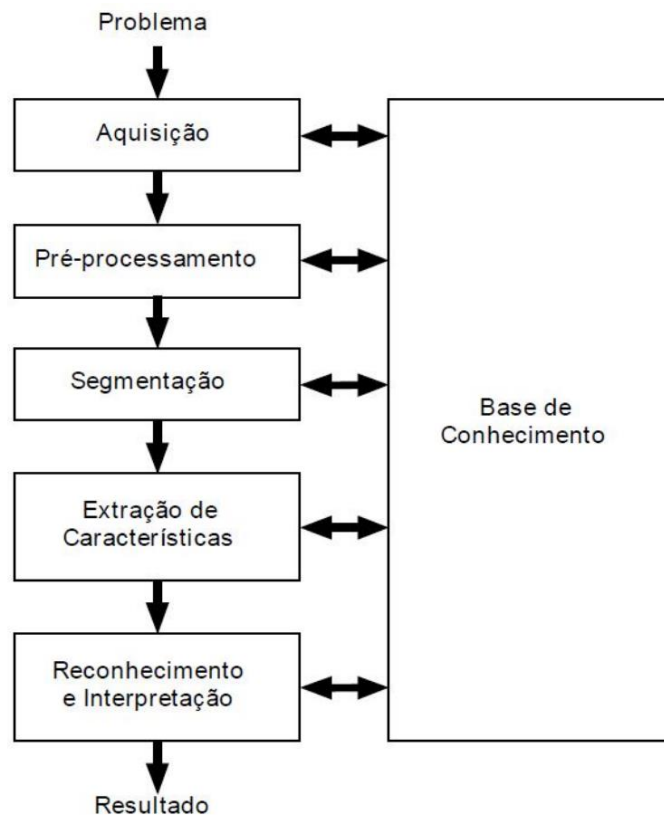 Problema
Aquisição
Pré-processamento
Segmentação
Extração de
Características
Reconhecimento
e Interpretação
Resultado
Base de
Conhecimento